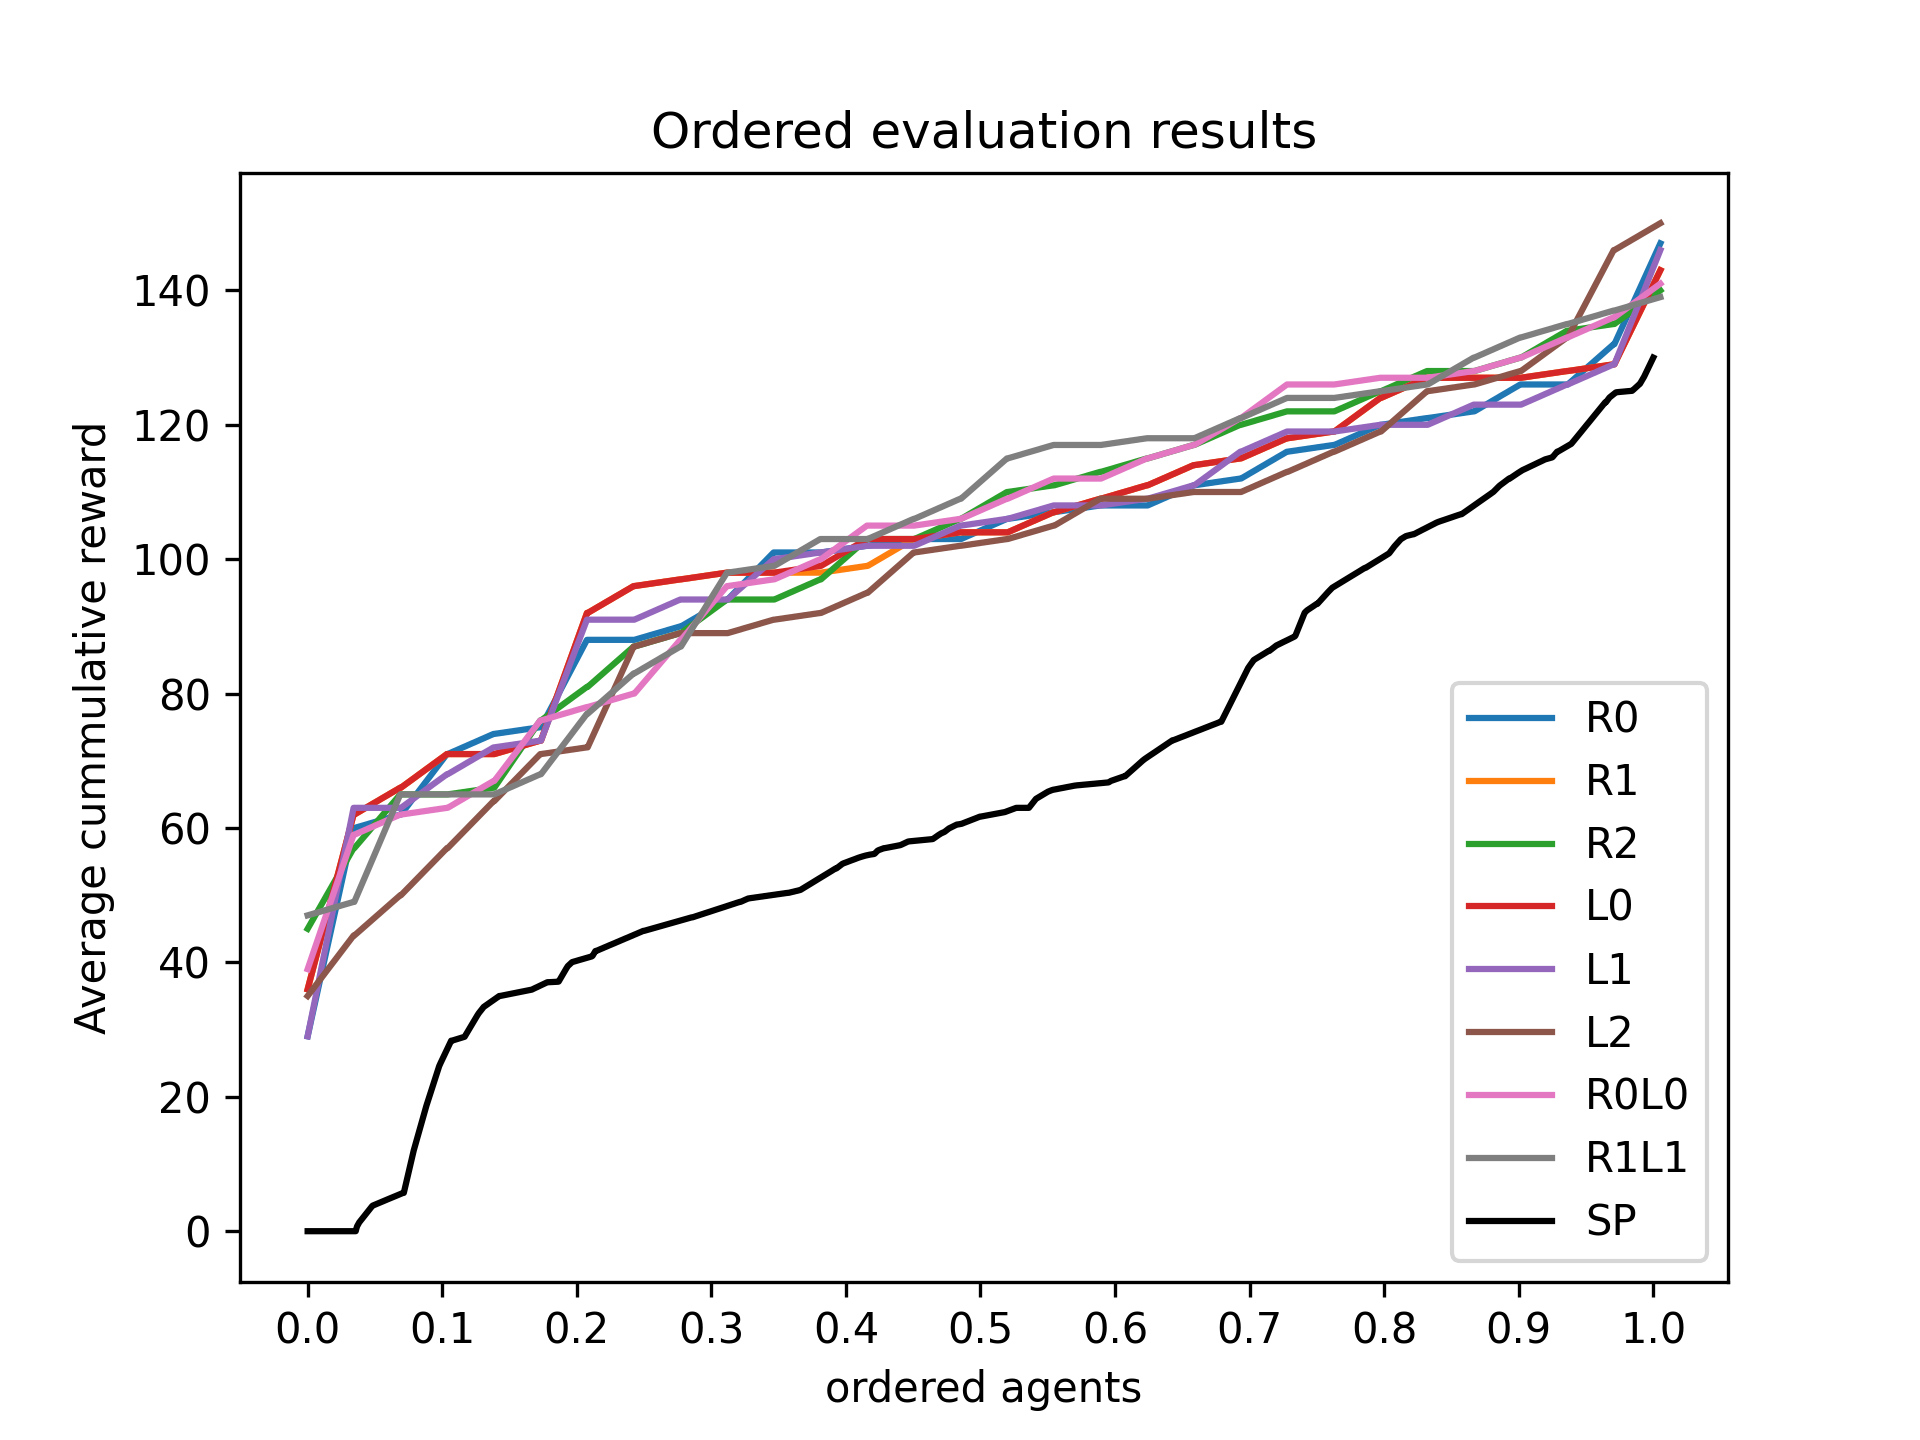 Ordered evaluation results
Average cummulative reward
140
120
100
80
60
40
20
0
0.0 0.1 0.2 0.3 0.4 0.5 0.6 0.7 0.8 0.9 1.0
ordered agents
R0
R1
R2
L0
L1
L2
R0L0
R1L1
SP